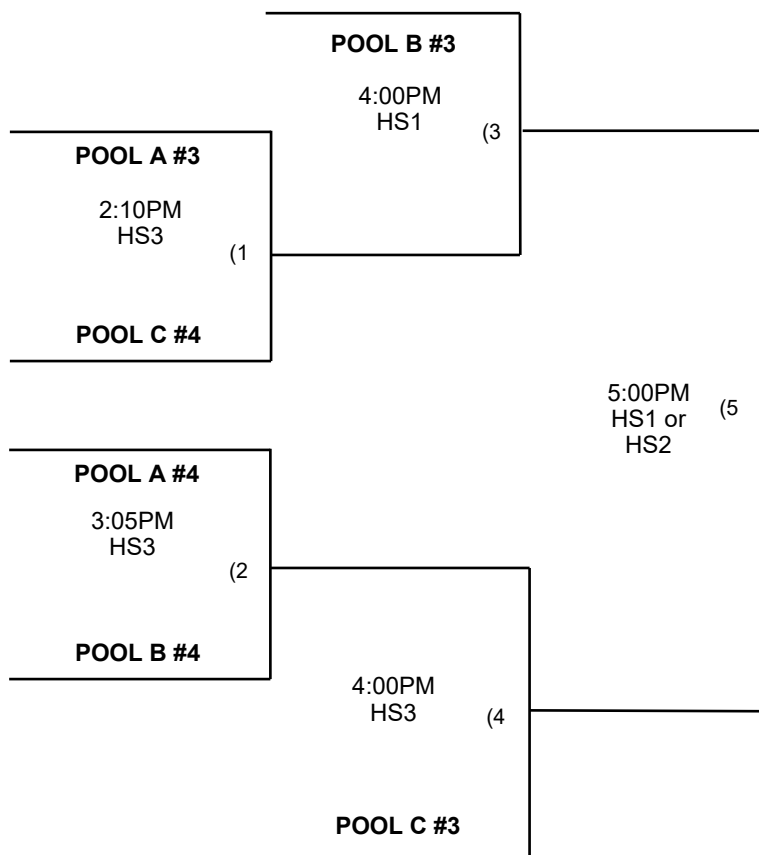 POOL B #3
4:00PM
HS1
(3
POOL A #3
2:10PM
HS3
(1
POOL C #4
5:00PM
HS1 or
HS2
(5
POOL A #4
3:05PM
HS3
(2
POOL B #4
4:00PM
HS3
(4
POOL C #3